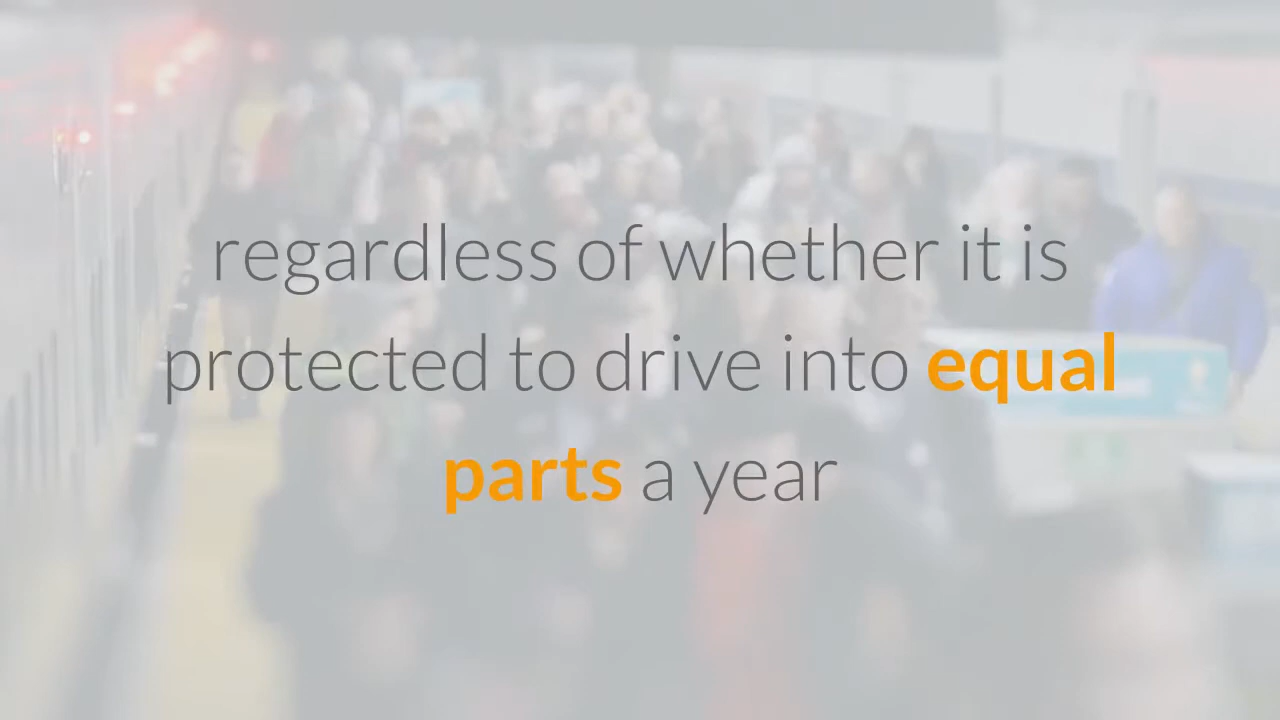 regardless of whether it is
protected to drive into equal
parts a year